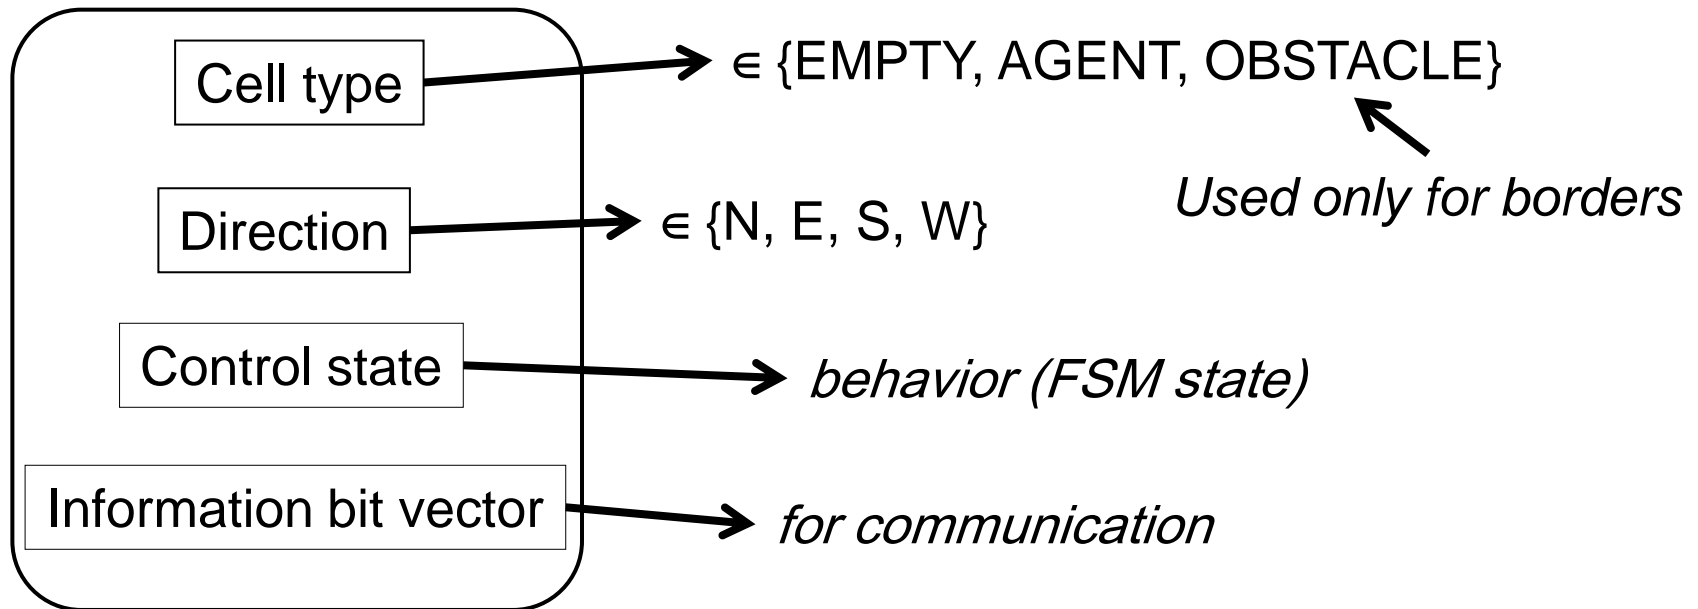 Cell type
∈ {EMPTY, AGENT, OBSTACLE}
Used only for borders
Direction
∈ {N, E, S, W}
Control state
behavior (FSM state)
Information bit vector
for communication